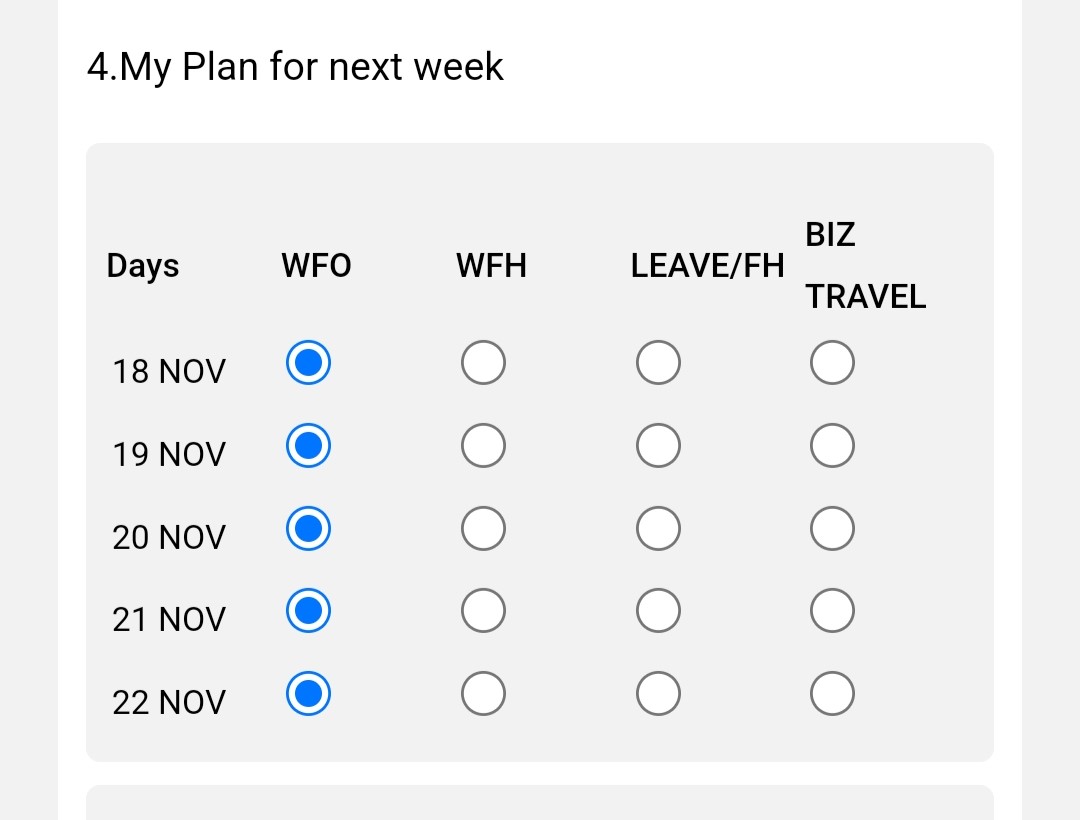 4.My Plan for next week
Days WFO WFH LEAVE/FH BIZ TRAVEL
18 NOV
19 NOV
20 NOV
21 NOV
22 NOV